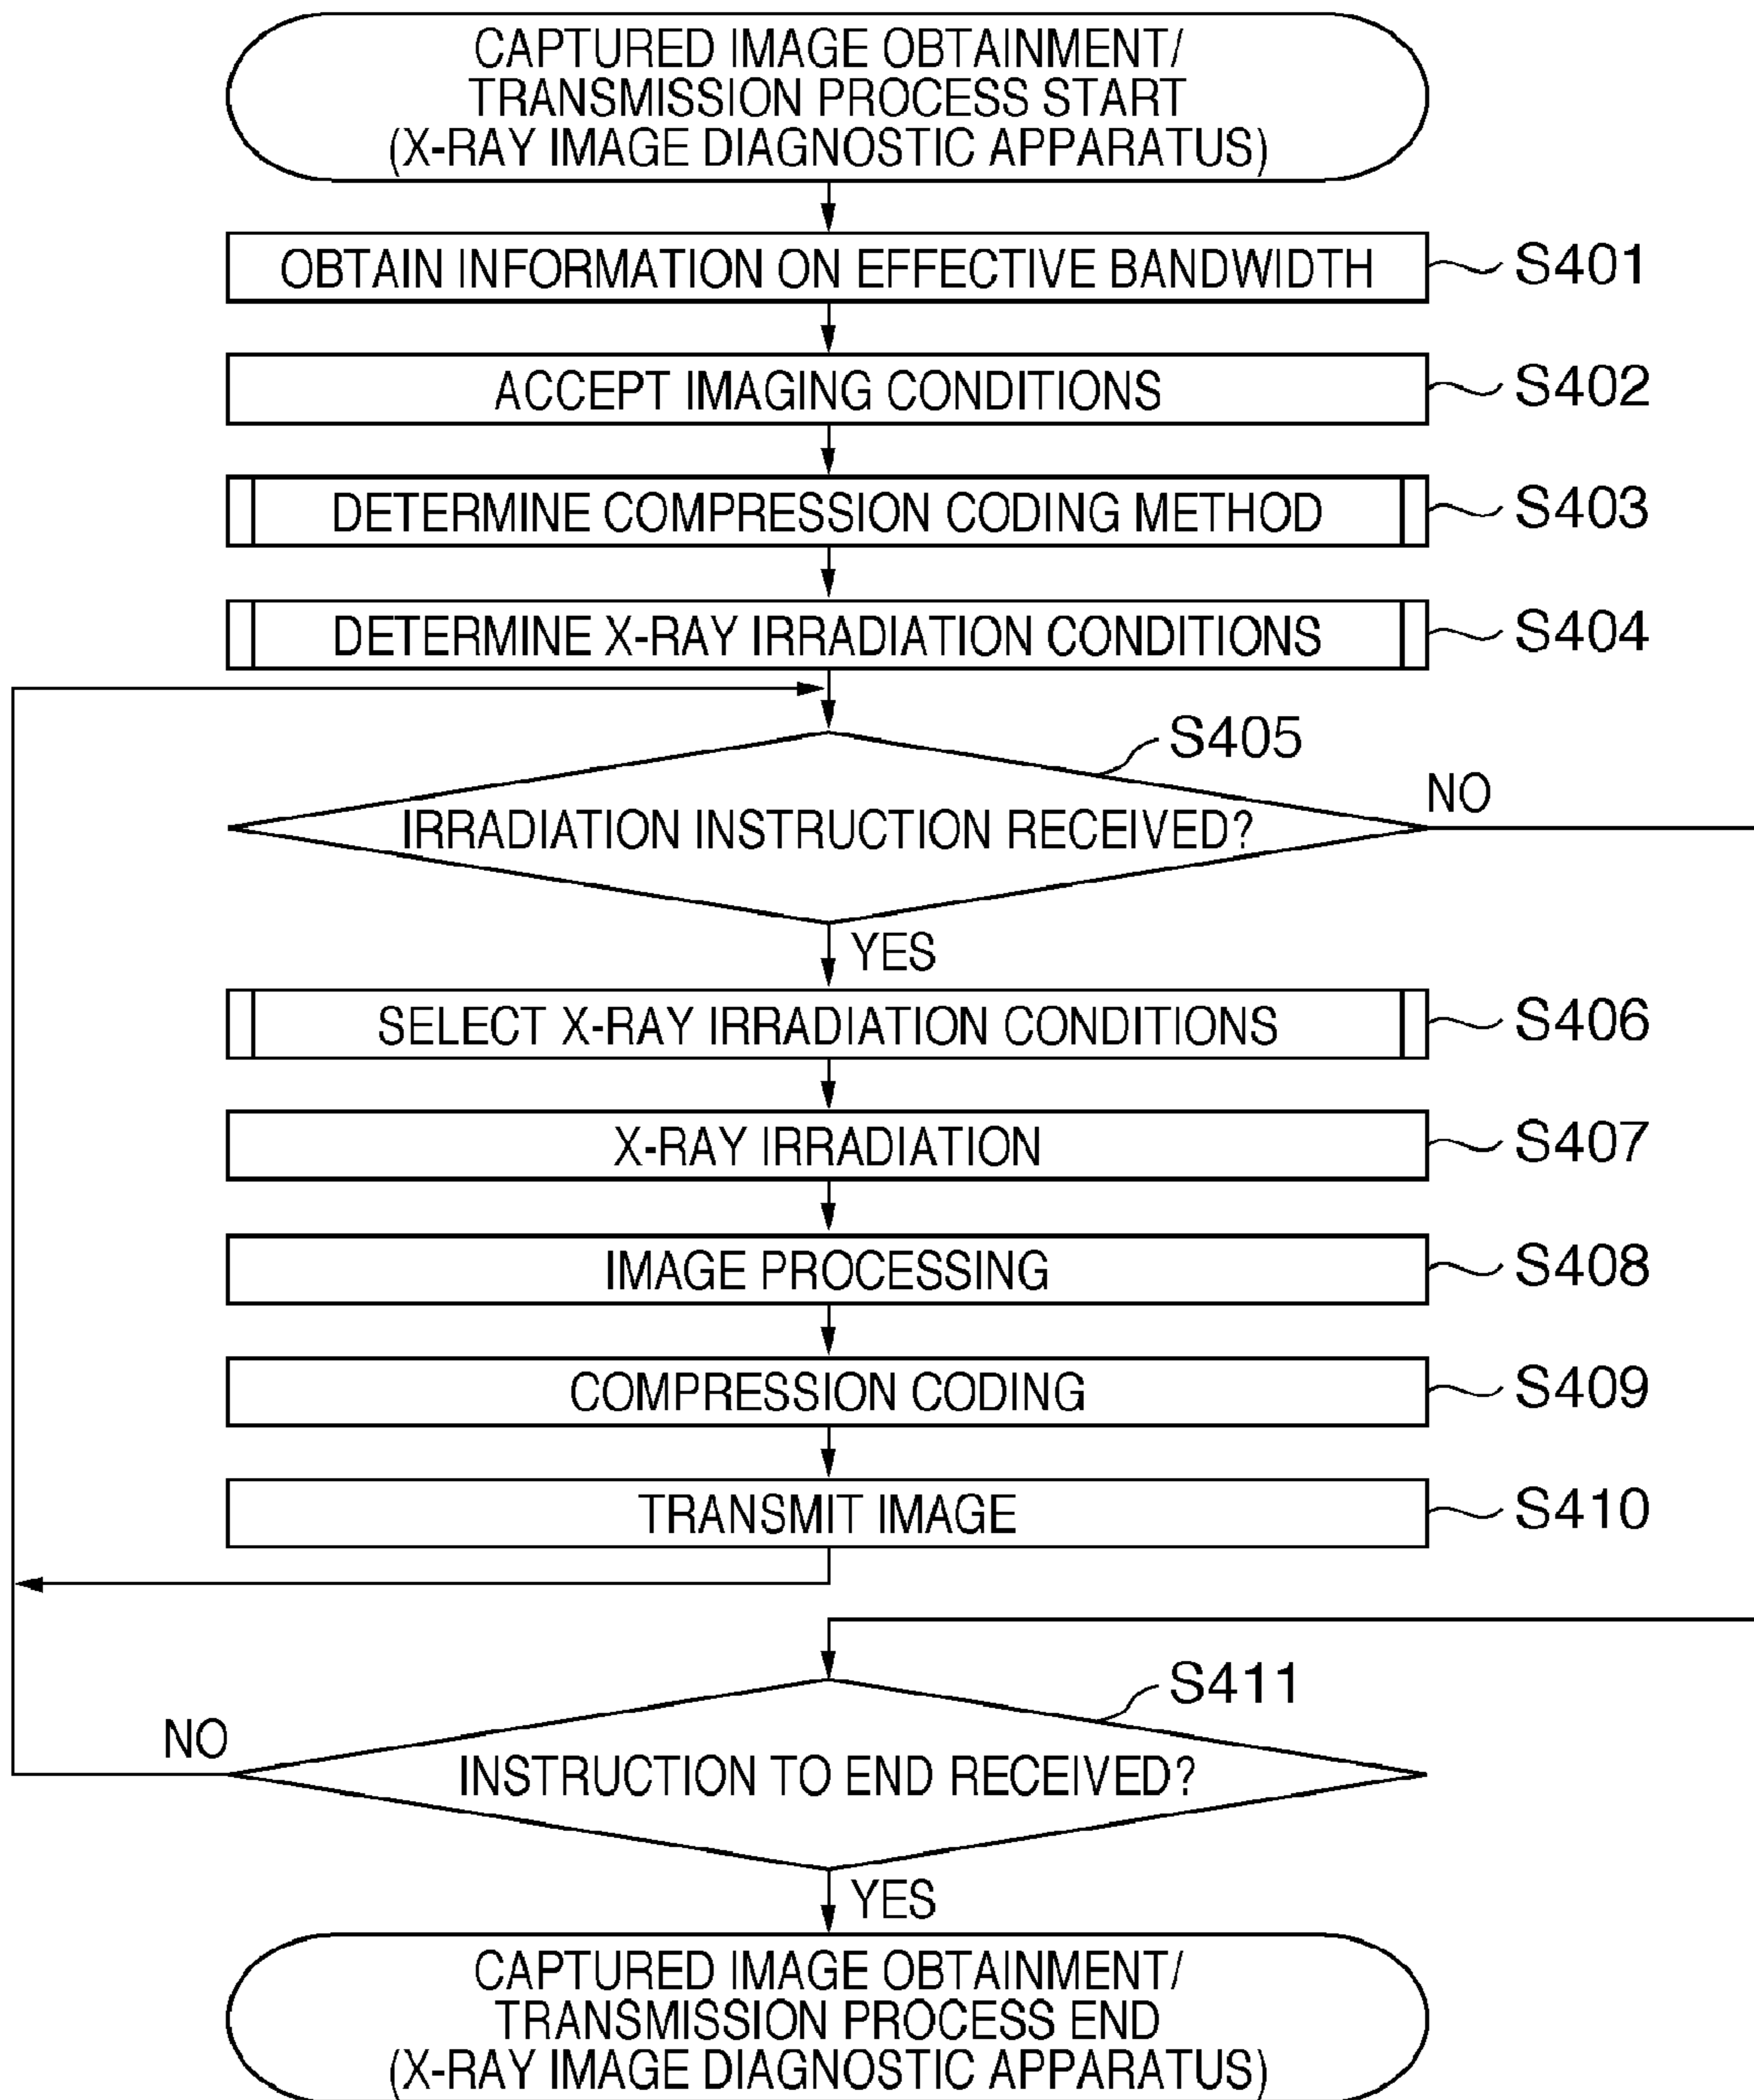 CAPTURED IMAGE OBTAINMENT/
TRANSMISSION PROCESS START
(X-RAY IMAGE DIAGNOSTIC APPARATUS)
OBTAIN INFORMATION ON EFFECTIVE BANDWIDTH
S401
ACCEPT IMAGING CONDITIONS
S402
DETERMINE COMPRESSION CODING METHOD
S403
DETERMINE X-RAY IRRADIATION CONDITIONS
S404
S405
NO
IRRADIATION INSTRUCTION RECEIVED?
YES
SELECT X-RAY IRRADIATION CONDITIONS
S406
X-RAY IRRADIATION
S407
IMAGE PROCESSING
S408
COMPRESSION CODING
S409
TRANSMIT IMAGE
S410
S411
NO
INSTRUCTION TO END RECEIVED?
YES
CAPTURED IMAGE OBTAINMENT/
TRANSMISSION PROCESS END
(X-RAY IMAGE DIAGNOSTIC APPARATUS)